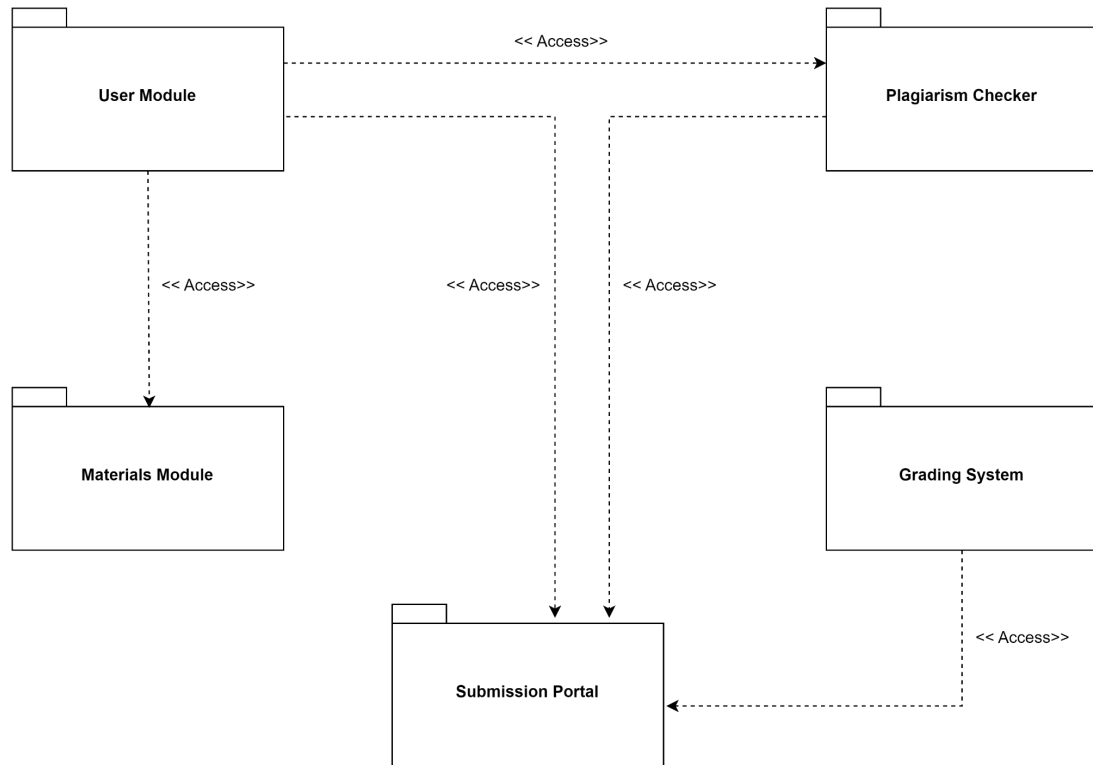 << Access>>
User Module
Plagiarism Checker
<< Access>>
<< Access>>
<< Access>>
Materials Module
Grading System
<< Access>>
Submission Portal